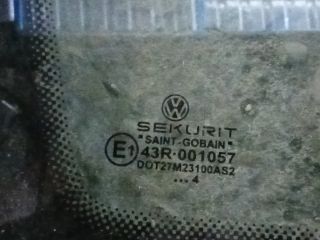 SEKURIT
"SAINT-GOBAIN"
E1 43R-001057
DOT27M23100AS2
...4